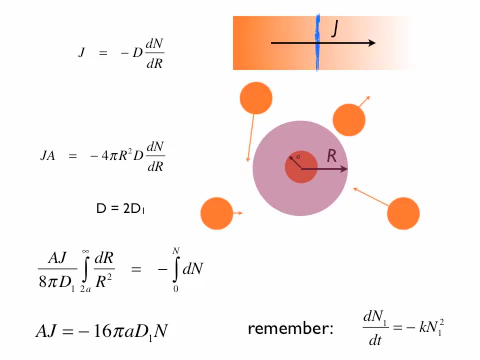 J = − D dN/dR
J
JA = − 4πR² D dN/dR
a
R
D = 2D₁
AJ/8πD₁ ∫₂ₐ^∞ dR/R² = − ∫₀^N dN
AJ = − 16πaD₁N
remember: dN₁/dt = − kN₁²